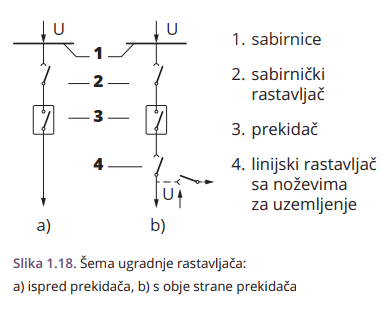 U
U
1
2
3
4
U
a)
b)
1. sabirnice
2. sabirnički
rastavljač
3. prekidač
4. linijski rastavljač
sa noževima
za uzemljenje
Slika 1.18. Šema ugradnje rastavljača:
a) ispred prekidača, b) s obje strane prekidača